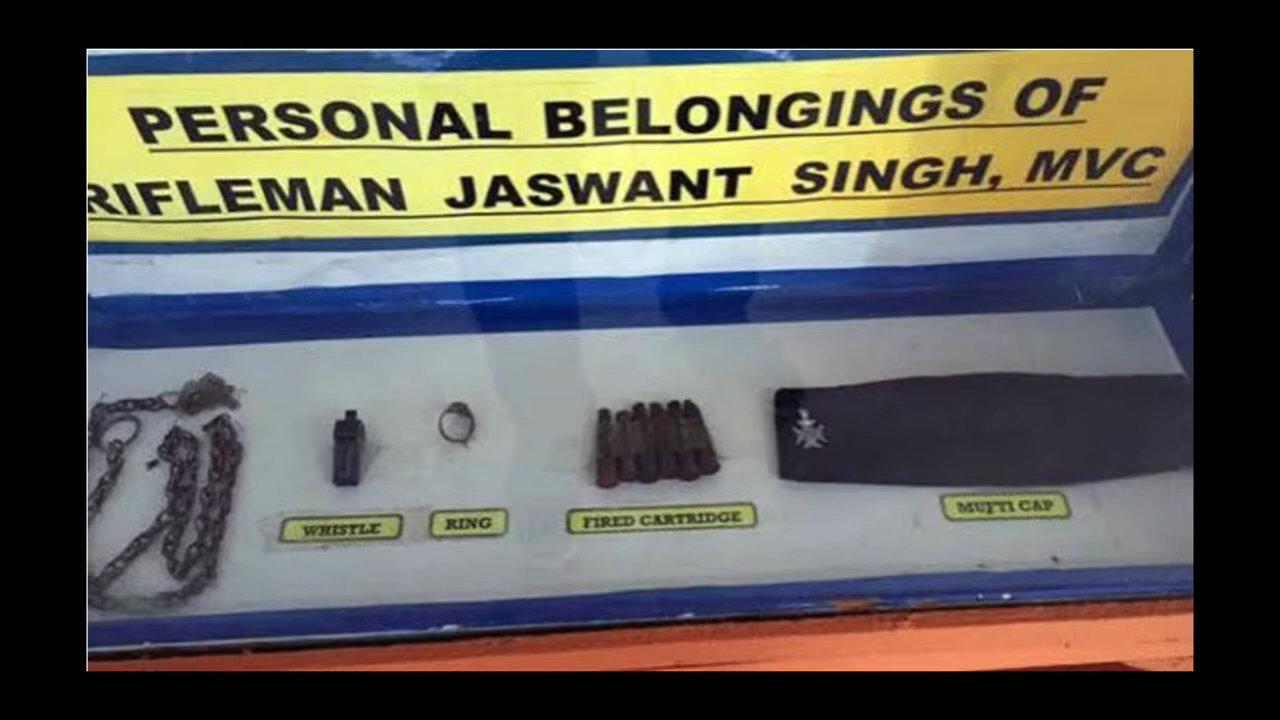 PERSONAL BELONGINGS OF
RIFLEMAN JASWANT SINGH, MVC
WHISTLE
RING
FIRED CARTRIDGE
MUFTI CAP